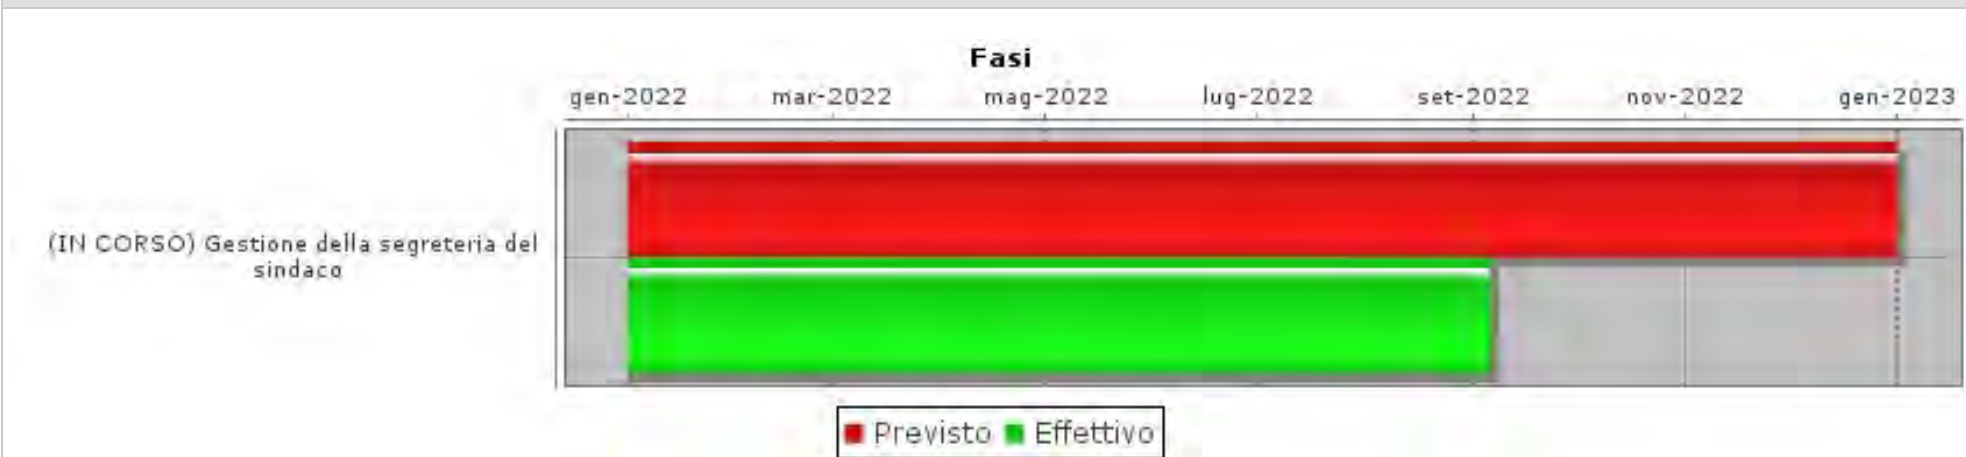 Fasi
gen-2022 mar-2022 mag-2022 lug-2022 set-2022 nov-2022 gen-2023
(IN CORSO) Gestione della segreteria del
sindaco
Previsto Effettivo